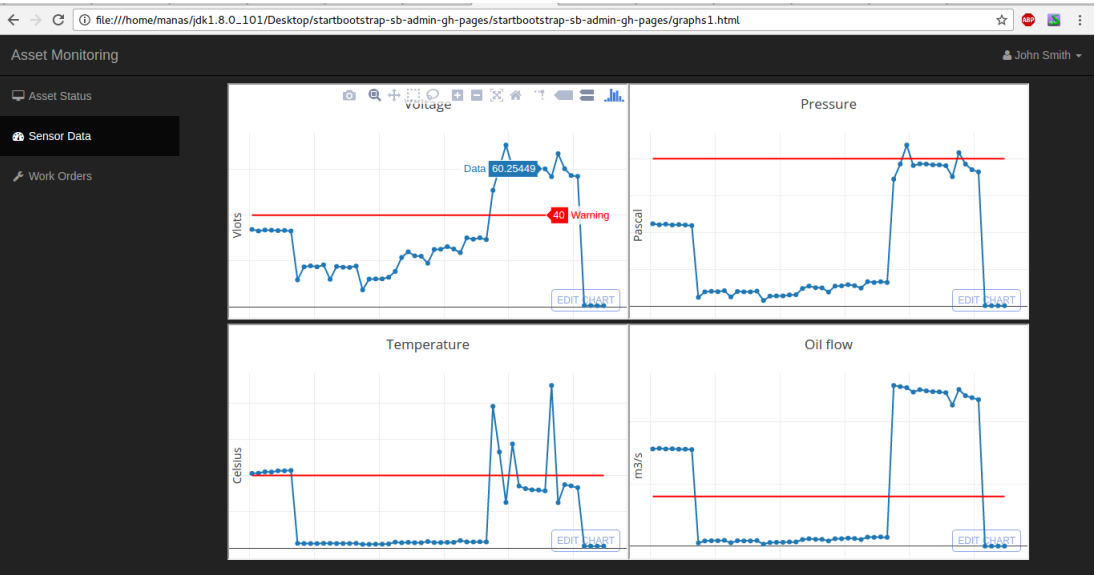 file:///home/manas/jdk1.8.0_101/Desktop/startbootstrap-sb-admin-gh-pages/startbootstrap-sb-admin-gh-pages/graphs1.html
ABP
Asset Monitoring
John Smith
Asset Status
Sensor Data
Work Orders
Voltage
Vlots
Data 60.25449
40 Warning
EDIT CHART
Pressure
Pascal
EDIT CHART
Temperature
Celsius
EDIT CHART
Oil flow
m3/s
EDIT CHART